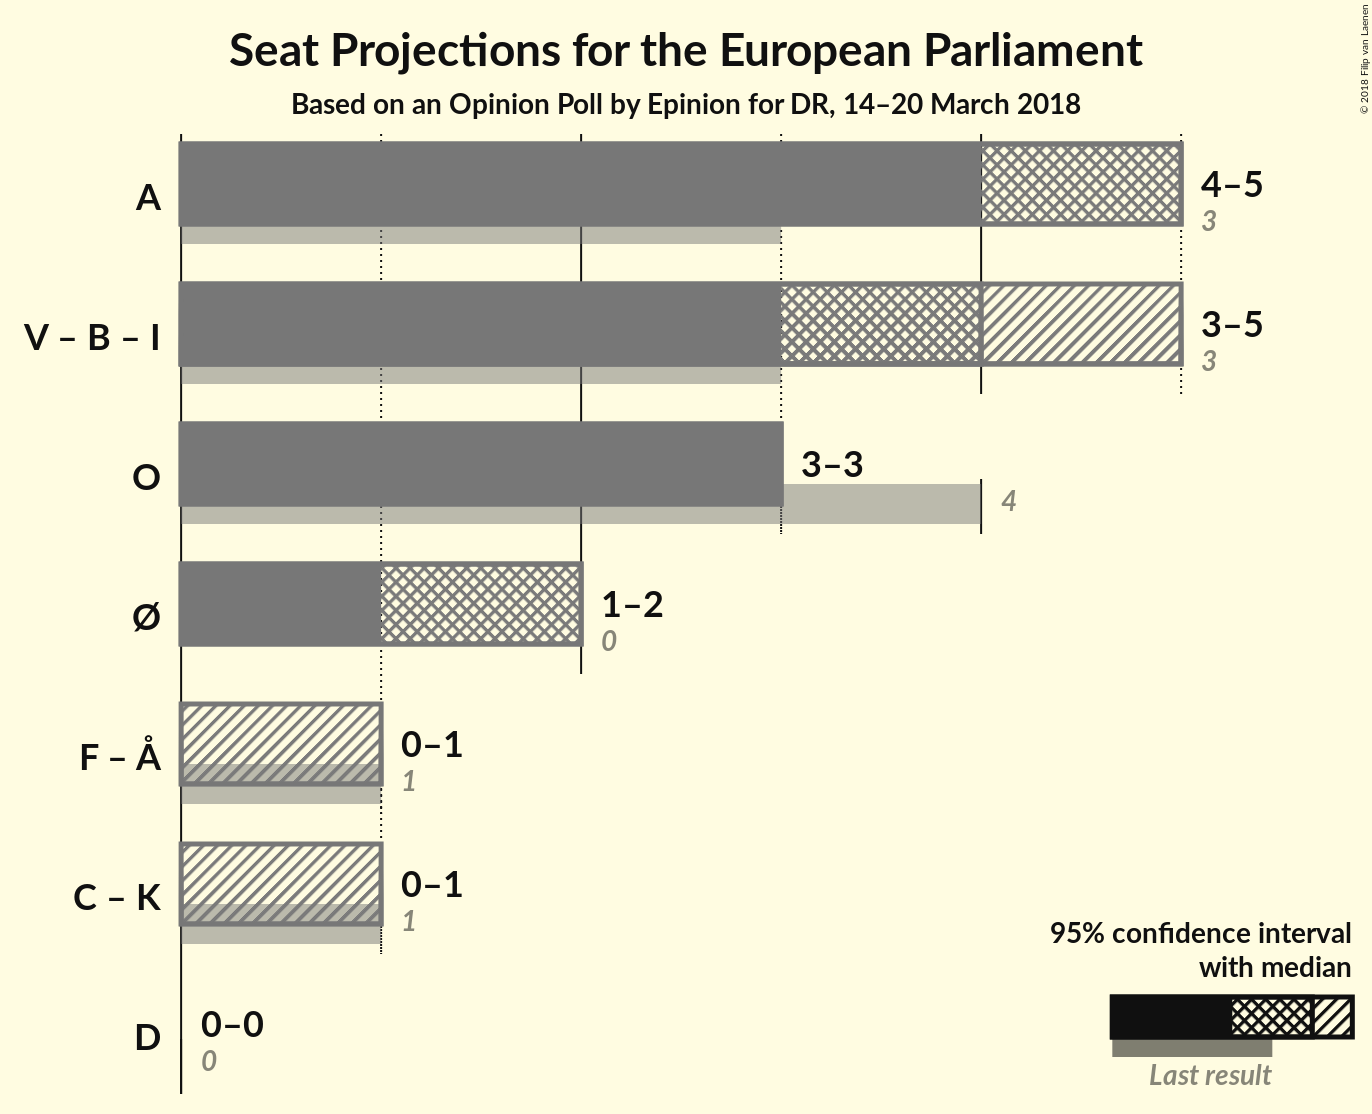 Seat Projections for the European Parliament
Based on an Opinion Poll by Epinion for DR, 14–20 March 2018
© 2018 Filip van Laenen
A
4–5
3
V – B – I
3–5
3
O
3–3
4
Ø
1–2
0
F – Å
0–1
1
C – K
0–1
1
D
0–0
0
95% confidence interval
with median
Last result